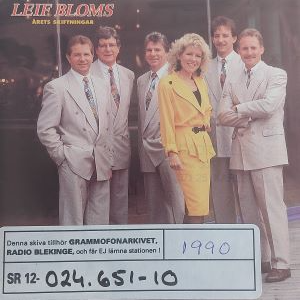 LEIF BLOMS
ÅRETS SKIFFNINGAR
Denna skiva tillhör GRAMMOFONARKIVET,
RADIO BLEKINGE, och får EJ lämna stationen !
1990
SR 12- 024.651-10